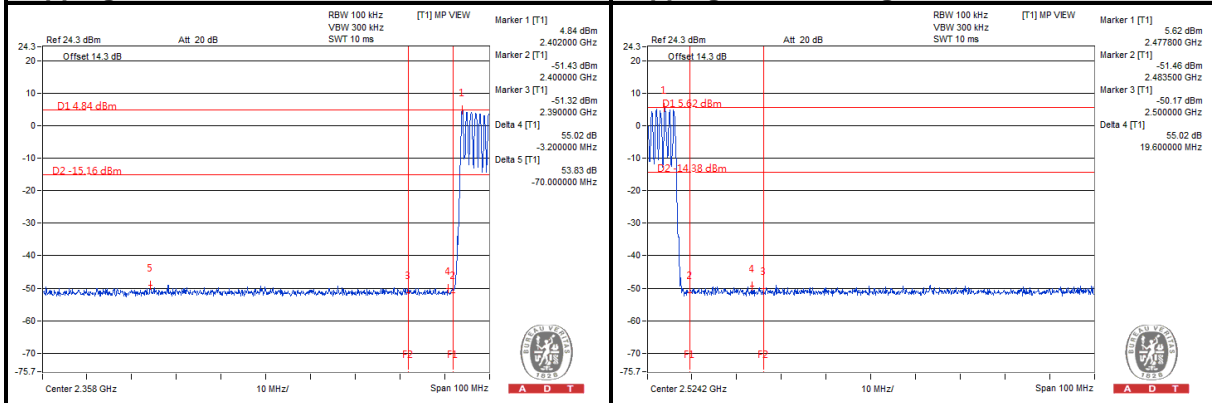 RBW 100 kHz [T1] MP VIEW
VBW 300 kHz
Ref 24.3 dBm Att 20 dB SWT 10 ms
Marker 1 [T1]
4.84 dBm
2.402000 GHz
Marker 2 [T1]
-51.43 dBm
2.400000 GHz
Marker 3 [T1]
-51.32 dBm
2.390000 GHz
Delta 4 [T1]
55.02 dB
-3.200000 MHz
Delta 5 [T1]
53.83 dB
-70.000000 MHz
24.3
Offset 14.3 dB
20
10
1
D1 4.84 dBm
0
-10
D2 -15.16 dBm
-20
-30
-40
5
3
4
2
-50
-60
-70
F2
F1
-75.7
Center 2.358 GHz 10 MHz/ Span 100 MHz
BUREAU VERITAS
1828
A D T
RBW 100 kHz [T1] MP VIEW
VBW 300 kHz
Ref 24.3 dBm Att 20 dB SWT 10 ms
Marker 1 [T1]
5.62 dBm
2.477800 GHz
Marker 2 [T1]
-51.46 dBm
2.483500 GHz
Marker 3 [T1]
-50.17 dBm
2.500000 GHz
Delta 4 [T1]
55.02 dB
19.600000 MHz
24.3
Offset 14.3 dB
20
10
1
D1 5.62 dBm
0
-10
D2 -14.38 dBm
-20
-30
-40
2
4
3
-50
-60
-70
F1
F2
-75.7
Center 2.5242 GHz 10 MHz/ Span 100 MHz
BUREAU VERITAS
1828
A D T